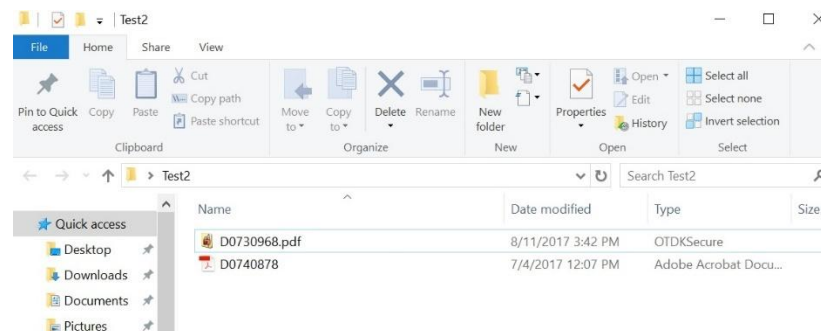 Test2
File Home Share View
Pin to Quick access
Copy
Paste
Cut
Copy path
Paste shortcut
Move to
Copy to
Delete
Rename
New folder
Properties
Open
Edit
History
Select all
Select none
Invert selection
Clipboard Organize New Open Select
Test2 Search Test2
Name Date modified Type Size
Quick access
Desktop
Downloads
Documents
Pictures
D0730968.pdf 8/11/2017 3:42 PM OTDKSecure
D0740878 7/4/2017 12:07 PM Adobe Acrobat Docu...